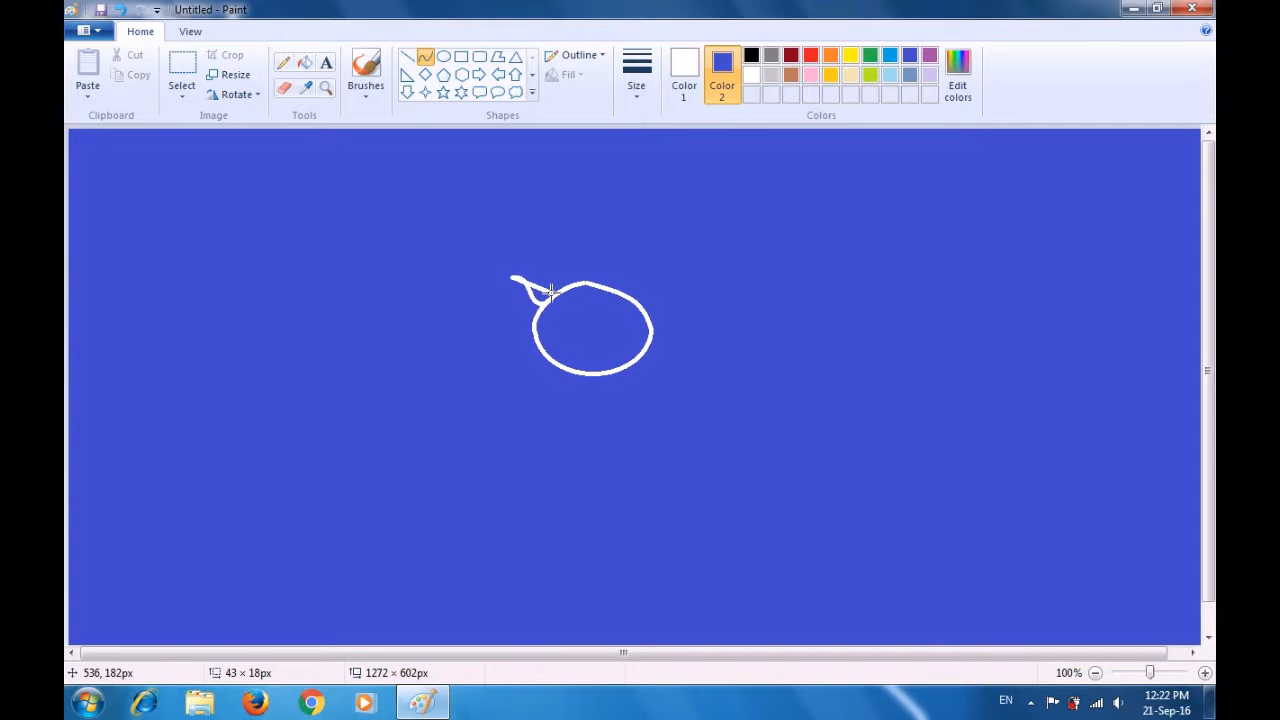 Untitled - Paint
Home View
Paste
Cut
Copy
Clipboard
Select
Crop
Resize
Rotate
Image
A
Tools
Brushes
Outline
Fill
Shapes
Size
Color 1
Color 2
Edit colors
Colors
536, 182px 43 × 18px 1272 × 602px 100%
EN 12:22 PM
21-Sep-16